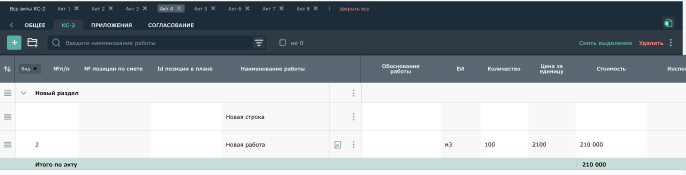 Все акты КС-2 Акт 1 Акт 2 Акт 3 Акт 4 Акт 5 Акт 6 Акт 7 Акт 8 закрыть все
ОБЩЕЕ КС-2 ПРИЛОЖЕНИЯ СОГЛАСОВАНИЕ
Введите наименование работы не 0 Снять выделение Удалить
Вид №п/п № позиции по смете Id позиции в плане Наименование работы Обоснование работы ЕИ Количество Цена за единицу Стоимость
Новый раздел
Новая строка
2 Новая работа м3 100 2100 210 000
Итого по акту 210 000